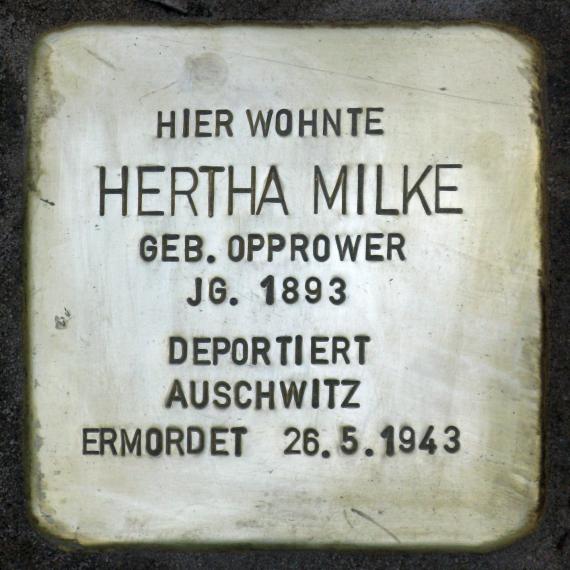 HIER WOHNTE
HERTHA MILKE
GEB. OPPROWER
JG. 1893
DEPORTIERT
AUSCHWITZ
ERMORDET 26.5.1943